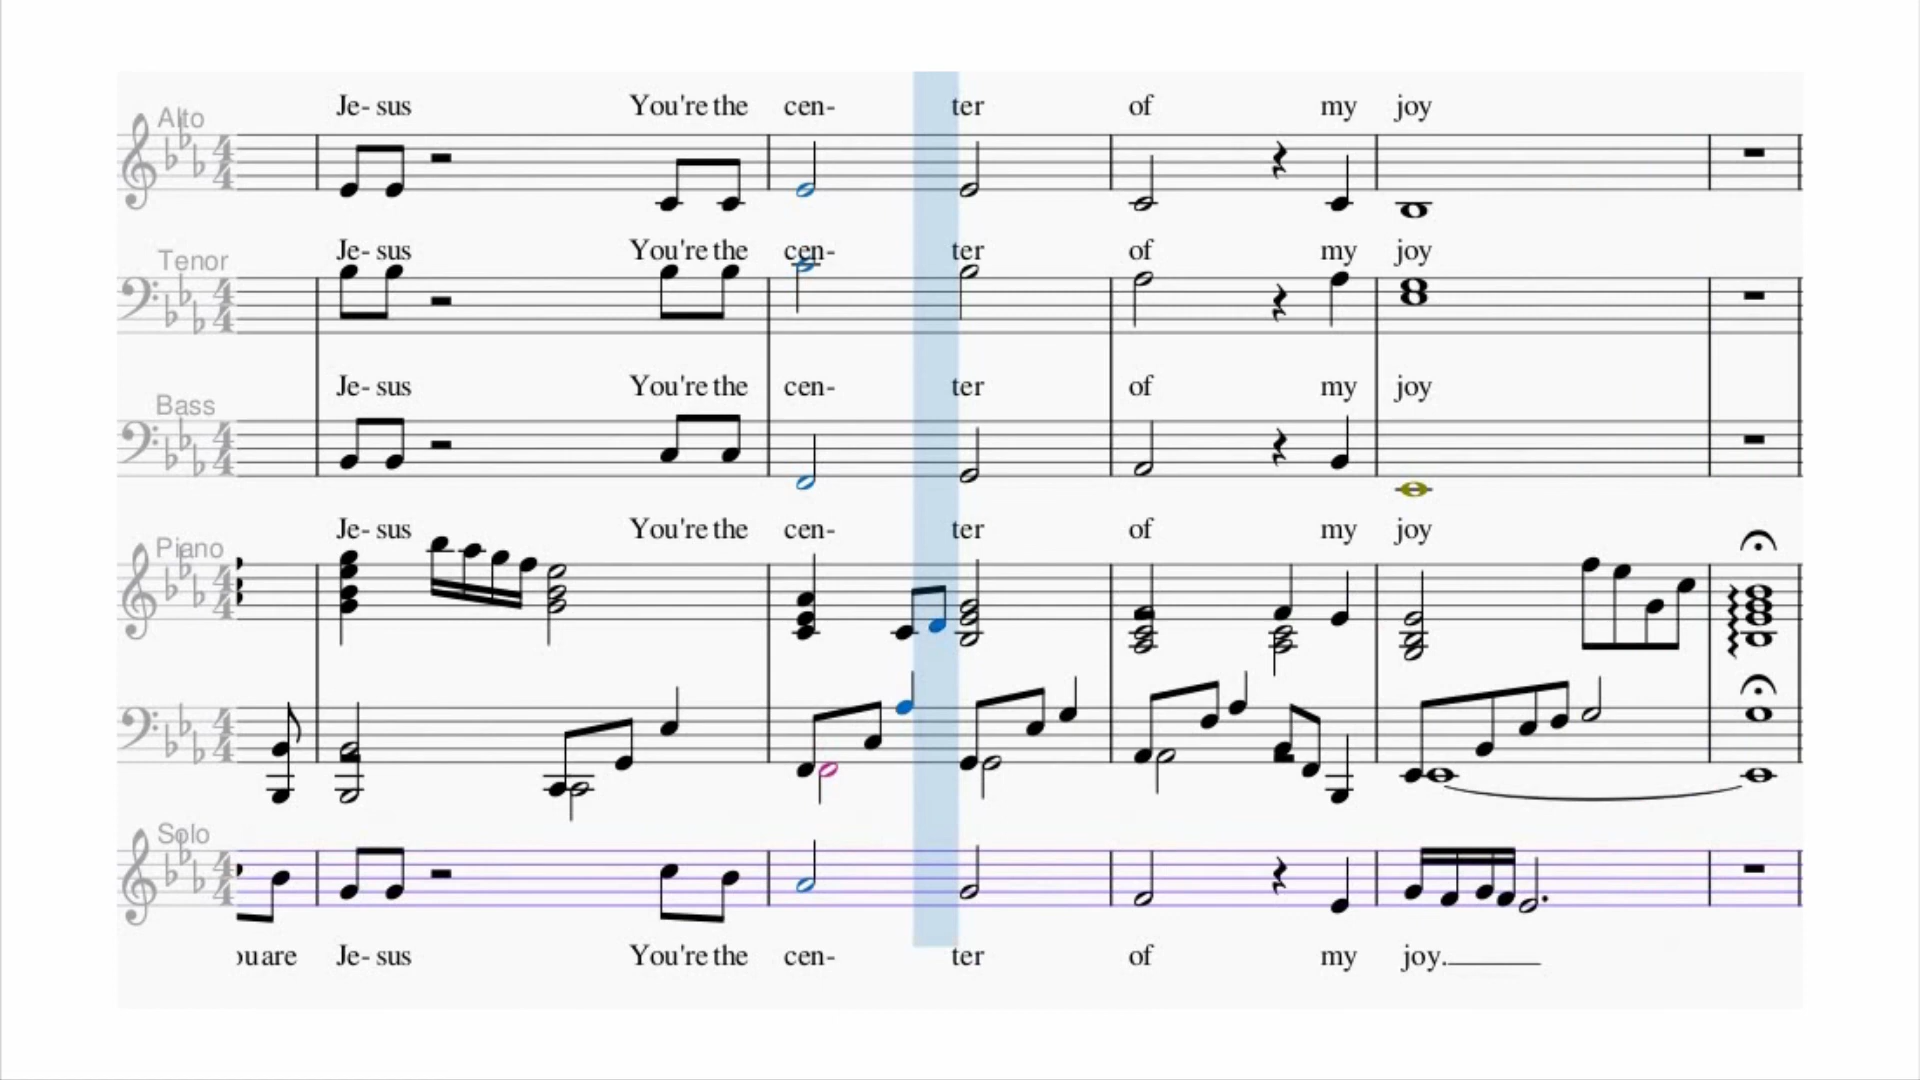 Je- sus You're the cen- ter of my joy
Alto
Je- sus You're the cen- ter of my joy
Tenor
Je- sus You're the cen- ter of my joy
Bass
Je- sus You're the cen- ter of my joy
Piano
Solo
ou are Je- sus You're the cen- ter of my joy.